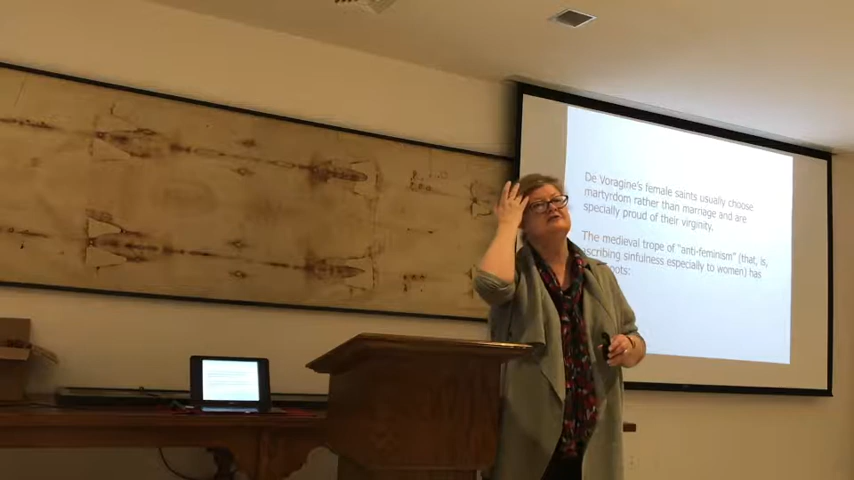 De Voragine's female saints usually choose
martyrdom rather than marriage and are
specially proud of their virginity.
The medieval trope of "anti-feminism" (that is,
ascribing sinfulness especially to women) has